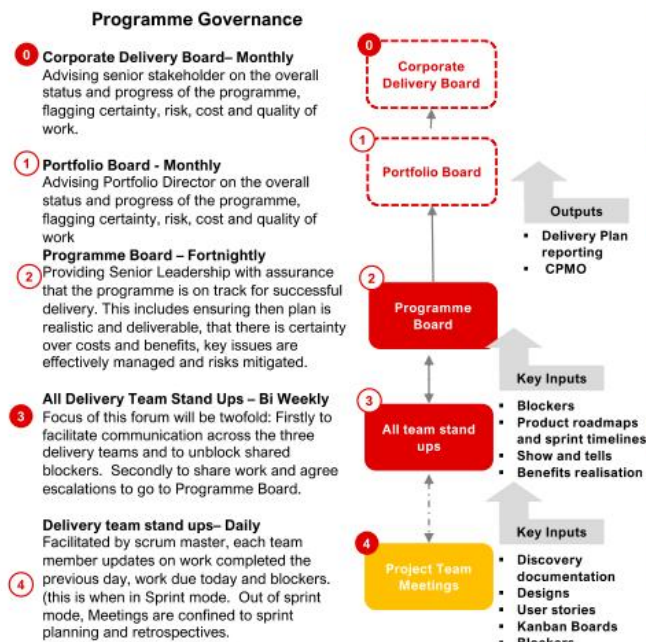 Programme Governance
0
Corporate Delivery Board– Monthly
Advising senior stakeholder on the overall
status and progress of the programme,
flagging certainty, risk, cost and quality of
work.
1
Portfolio Board - Monthly
Advising Portfolio Director on the overall
status and progress of the programme,
flagging certainty, risk, cost and quality of
work
Programme Board – Fortnightly
2
Providing Senior Leadership with assurance
that the programme is on track for successful
delivery. This includes ensuring then plan is
realistic and deliverable, that there is certainty
over costs and benefits, key issues are
effectively managed and risks mitigated.
3
All Delivery Team Stand Ups – Bi Weekly
Focus of this forum will be twofold: Firstly to
facilitate communication across the three
delivery teams and to unblock shared
blockers. Secondly to share work and agree
escalations to go to Programme Board.
Delivery team stand ups– Daily
Facilitated by scrum master, each team
member updates on work completed the
previous day, work due today and blockers.
4
(this is when in Sprint mode. Out of sprint
mode, Meetings are confined to sprint
planning and retrospectives.
0
Corporate
Delivery Board
1
Portfolio Board
2
Programme
Board
3
All team stand
ups
4
Project Team
Meetings
Outputs
▪ Delivery Plan
reporting
▪ CPMO
Key Inputs
▪ Blockers
▪ Product roadmaps
and sprint timelines
▪ Show and tells
▪ Benefits realisation
Key Inputs
▪ Discovery
documentation
▪ Designs
▪ User stories
▪ Kanban Boards
▪ Blockers